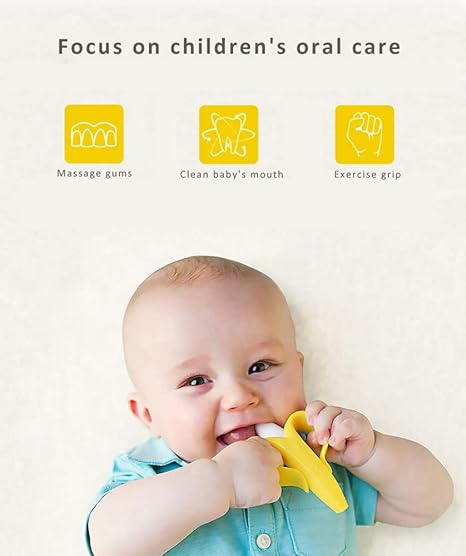 Focus on children's oral care
Massage gums
Clean baby's mouth
Exercise grip